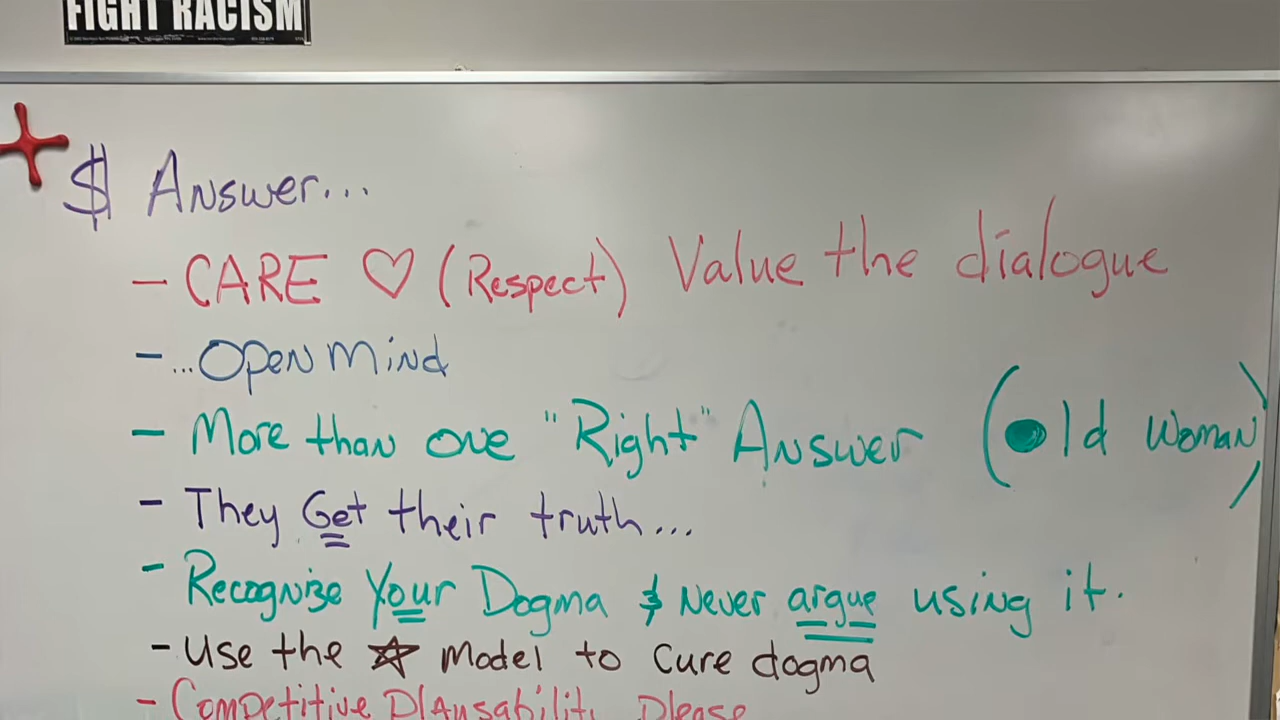 FIGHT RACISM
$ Answer...
- CARE ♡ (Respect) Value the dialogue
- ...Open Mind
- More than one "Right" Answer (Old Woman)
- They Get their truth...
- Recognize Your Dogma & Never argue using it.
- Use the ☆ Model to Cure dogma
- Competitive Plausability Please